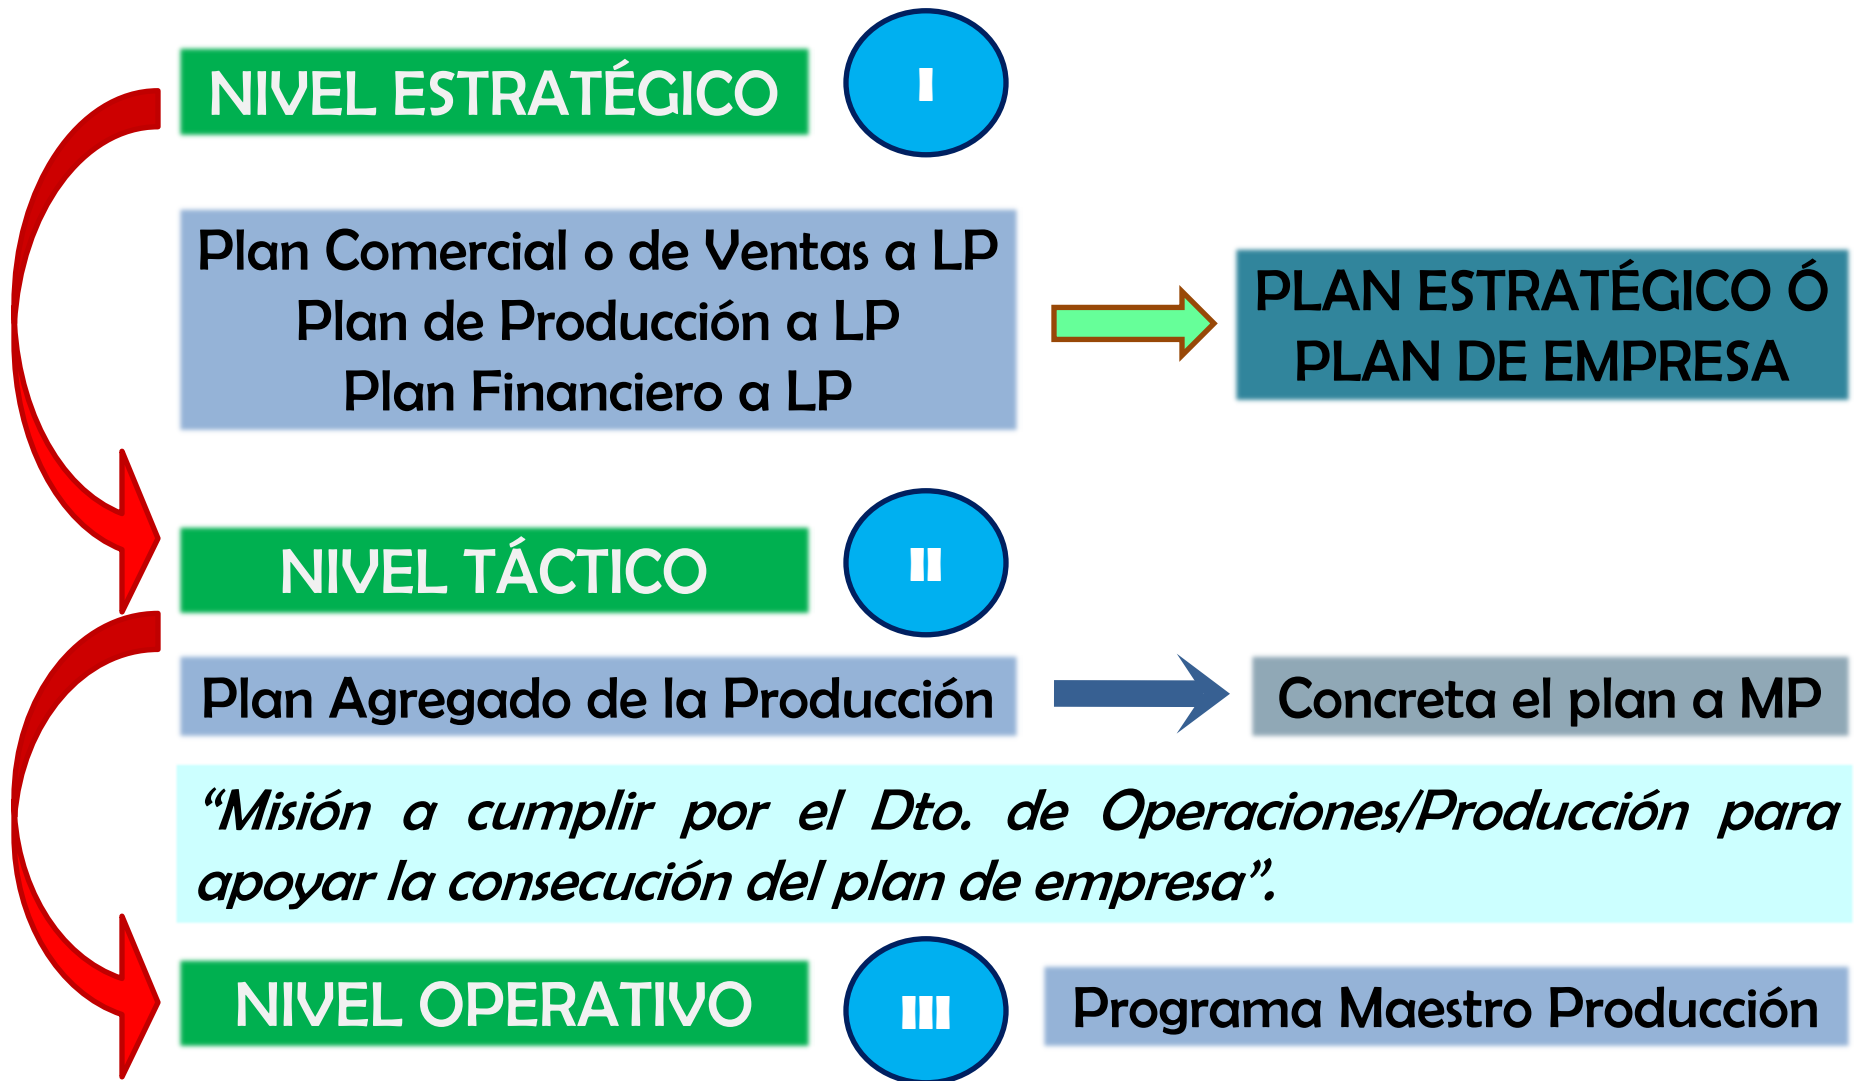 NIVEL ESTRATÉGICO
I
Plan Comercial o de Ventas a LP
Plan de Producción a LP
Plan Financiero a LP
PLAN ESTRATÉGICO Ó
PLAN DE EMPRESA
NIVEL TÁCTICO
II
Plan Agregado de la Producción
Concreta el plan a MP
“Misión a cumplir por el Dto. de Operaciones/Producción para
apoyar la consecución del plan de empresa”.
NIVEL OPERATIVO
III
Programa Maestro Producción